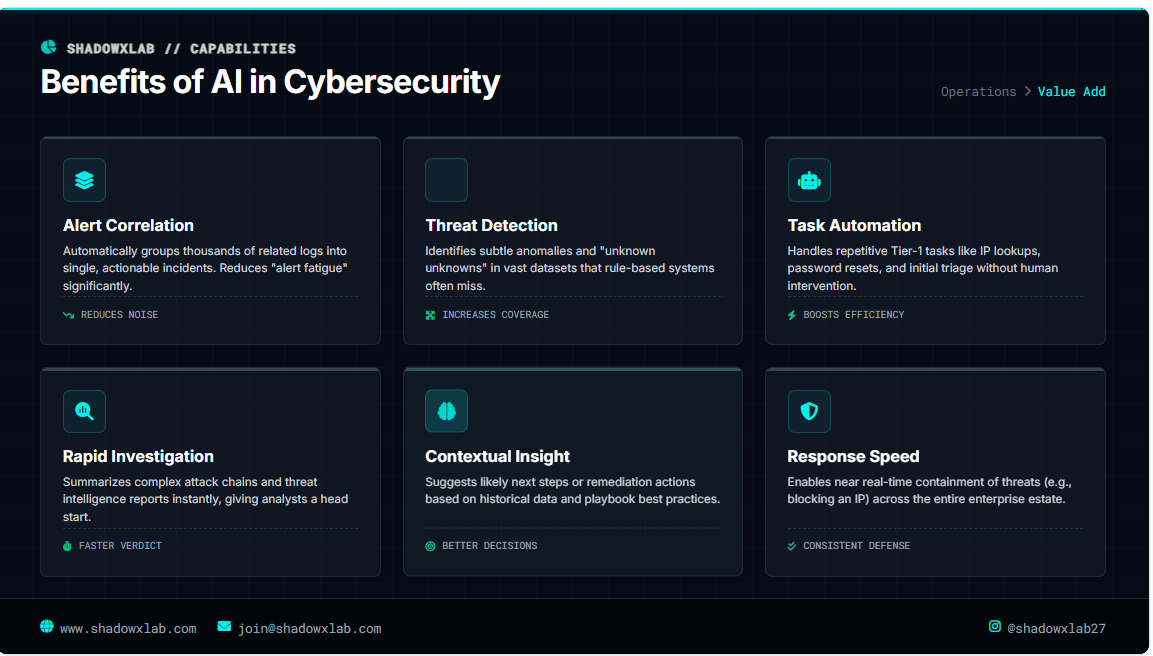 SHADOWXLAB // CAPABILITIES
Benefits of AI in Cybersecurity
Operations > Value Add
Alert Correlation
Automatically groups thousands of related logs into
single, actionable incidents. Reduces "alert fatigue"
significantly.
REDUCES NOISE
Threat Detection
Identifies subtle anomalies and "unknown
unknowns" in vast datasets that rule-based systems
often miss.
INCREASES COVERAGE
Task Automation
Handles repetitive Tier-1 tasks like IP lookups,
password resets, and initial triage without human
intervention.
BOOSTS EFFICIENCY
Rapid Investigation
Summarizes complex attack chains and threat
intelligence reports instantly, giving analysts a head
start.
FASTER VERDICT
Contextual Insight
Suggests likely next steps or remediation actions
based on historical data and playbook best practices.
BETTER DECISIONS
Response Speed
Enables near real-time containment of threats (e.g.,
blocking an IP) across the entire enterprise estate.
CONSISTENT DEFENSE
www.shadowxlab.com
join@shadowxlab.com
@shadowxlab27